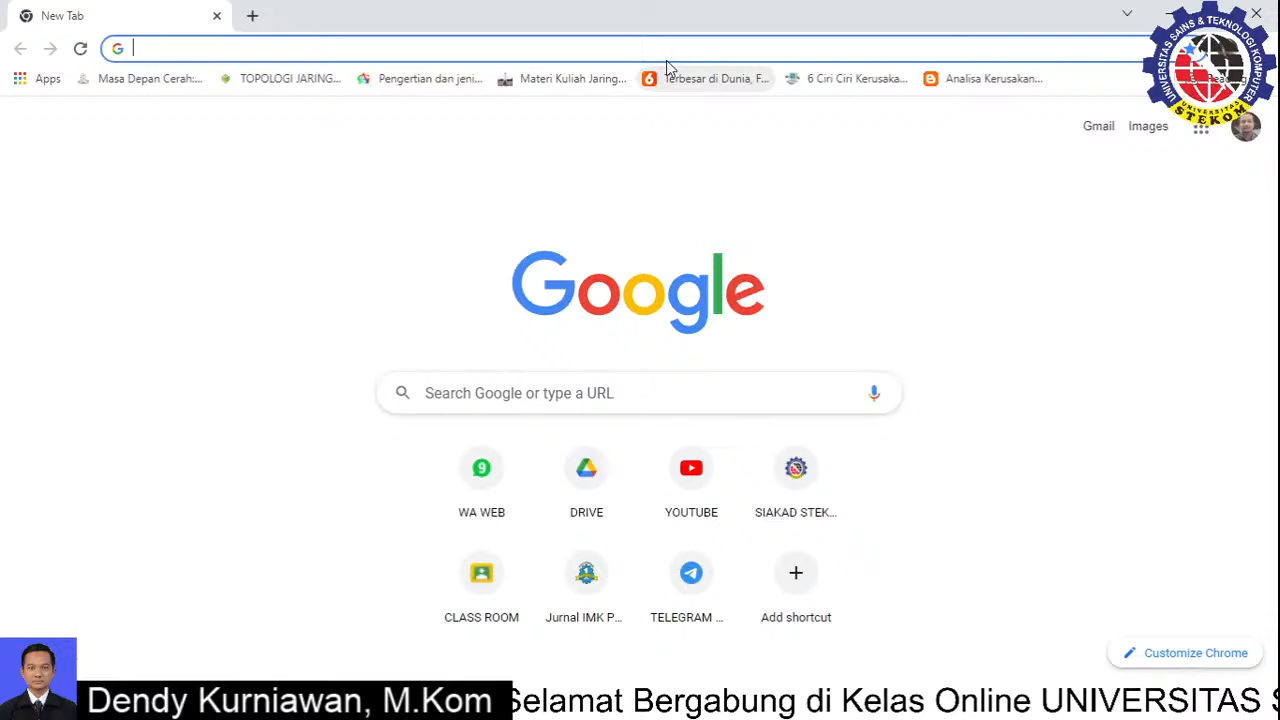 New Tab
Apps
Masa Depan Cerah:...
TOPOLOGI JARING...
Pengertian dan jeni...
Materi Kuliah Jaring...
Terbesar di Dunia, F...
6 Ciri Ciri Kerusaka...
Analisa Kerusakan...
UNIVERSITAS SAINS & TEKNOLOGI KOMPUTER
UNIVERSITAS
STEKOM
Gmail
Images
Google
Search Google or type a URL
WA WEB
DRIVE
YOUTUBE
SIAKAD STEK...
CLASS ROOM
Jurnal IMK P...
TELEGRAM ...
Add shortcut
Customize Chrome
Dendy Kurniawan, M.Kom
Selamat Bergabung di Kelas Online UNIVERSITAS S